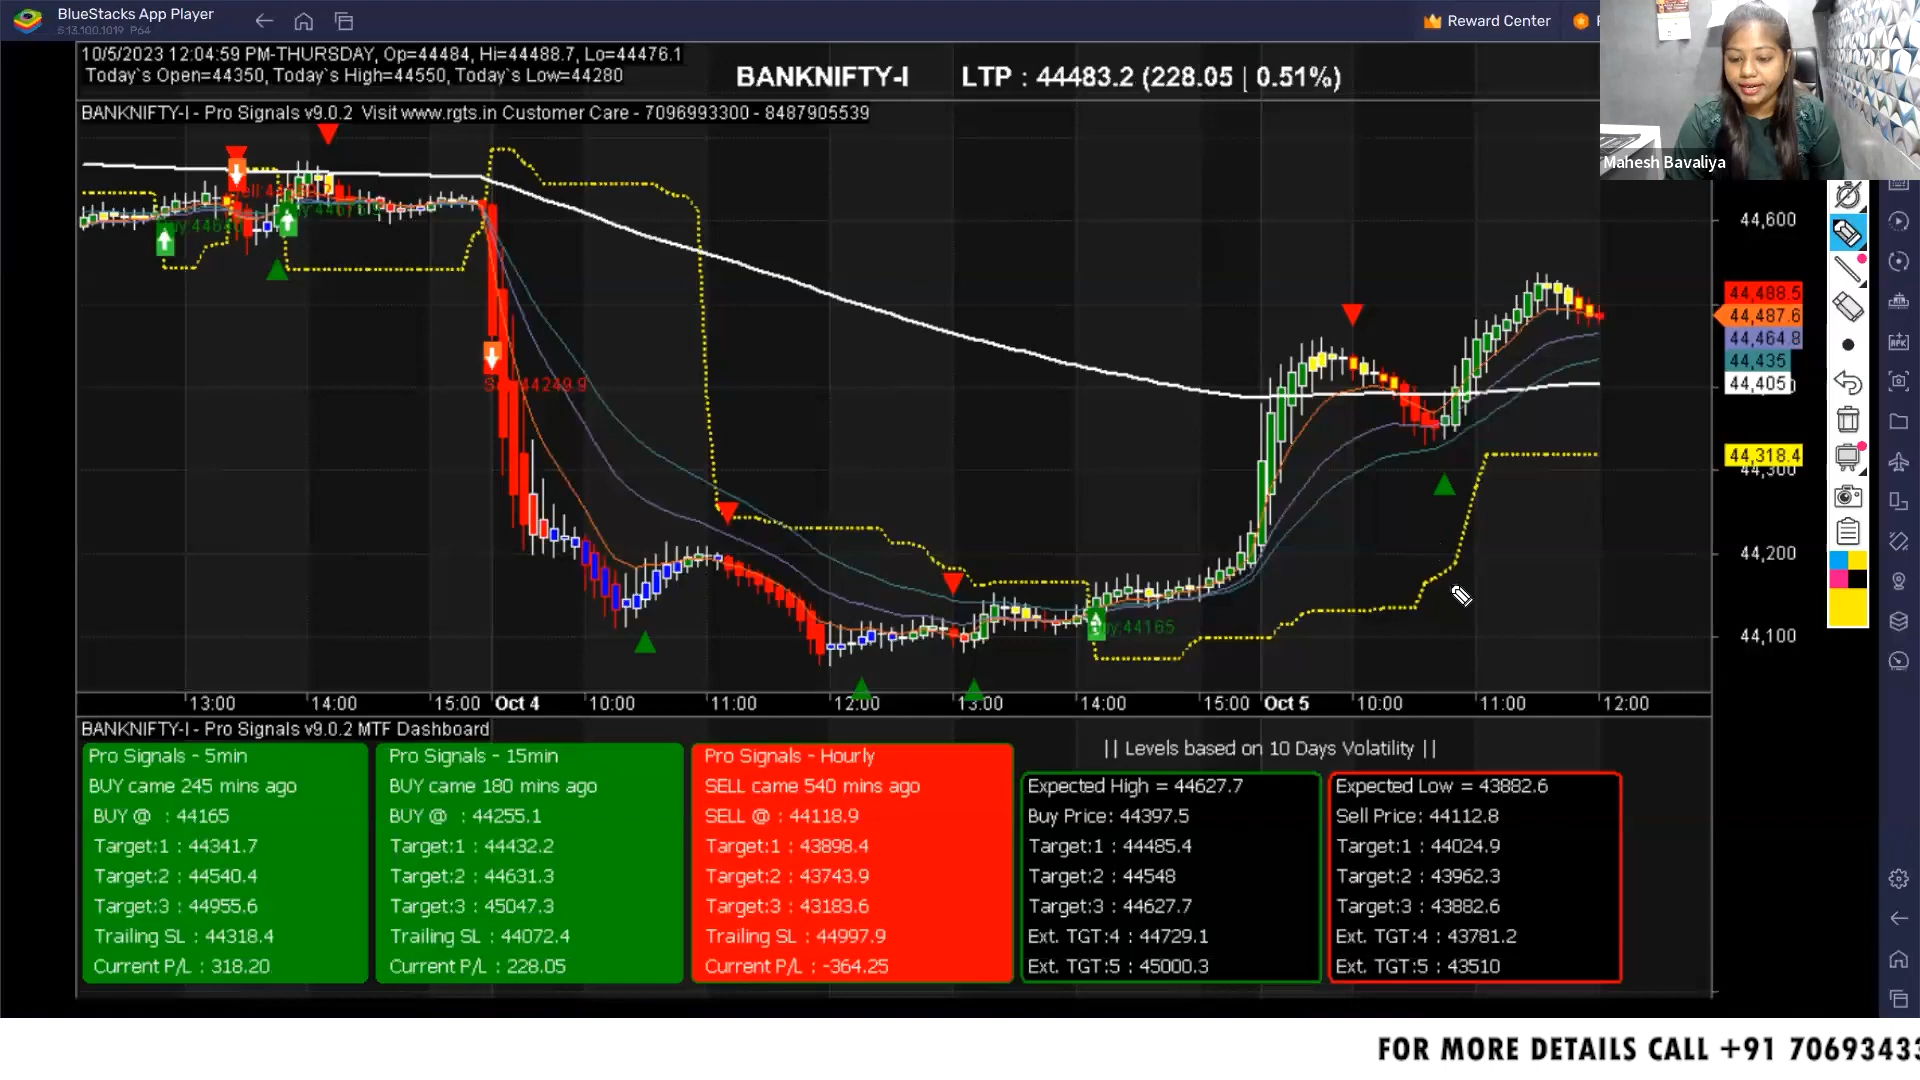 BlueStacks App Player
5.13.100.1019 P64
Reward Center
10/5/2023 12:04:59 PM-THURSDAY, Op=44484, Hi=44488.7, Lo=44476.1
Today`s Open=44350, Today`s High=44550, Today`s Low=44280
BANKNIFTY-I LTP : 44483.2 (228.05 | 0.51%)
BANKNIFTY-I - Pro Signals v9.0.2 Visit www.rgts.in Customer Care - 7096993300 - 8487905539
Mahesh Bavaliya
44,600
44,488.5
44,487.6
44,464.8
44,435
44,405
44249.9
44,318.4
44,300
44,200
Buy 44165
44,100
13:00 14:00 15:00 Oct 4 10:00 11:00 12:00 13:00 14:00 15:00 Oct 5 10:00 11:00 12:00
BANKNIFTY-I - Pro Signals v9.0.2 MTF Dashboard
Pro Signals - 5min
BUY came 245 mins ago
BUY @ : 44165
Target:1 : 44341.7
Target:2 : 44540.4
Target:3 : 44955.6
Trailing SL : 44318.4
Current P/L : 318.20
Pro Signals - 15min
BUY came 180 mins ago
BUY @ : 44255.1
Target:1 : 44432.2
Target:2 : 44631.3
Target:3 : 45047.3
Trailing SL : 44072.4
Current P/L : 228.05
Pro Signals - Hourly
SELL came 540 mins ago
SELL @ : 44118.9
Target:1 : 43898.4
Target:2 : 43743.9
Target:3 : 43183.6
Trailing SL : 44997.9
Current P/L : -364.25
|| Levels based on 10 Days Volatility ||
Expected High = 44627.7
Buy Price: 44397.5
Target:1 : 44485.4
Target:2 : 44548
Target:3 : 44627.7
Ext. TGT:4 : 44729.1
Ext. TGT:5 : 45000.3
Expected Low = 43882.6
Sell Price: 44112.8
Target:1 : 44024.9
Target:2 : 43962.3
Target:3 : 43882.6
Ext. TGT:4 : 43781.2
Ext. TGT:5 : 43510
FOR MORE DETAILS CALL +91 7069343